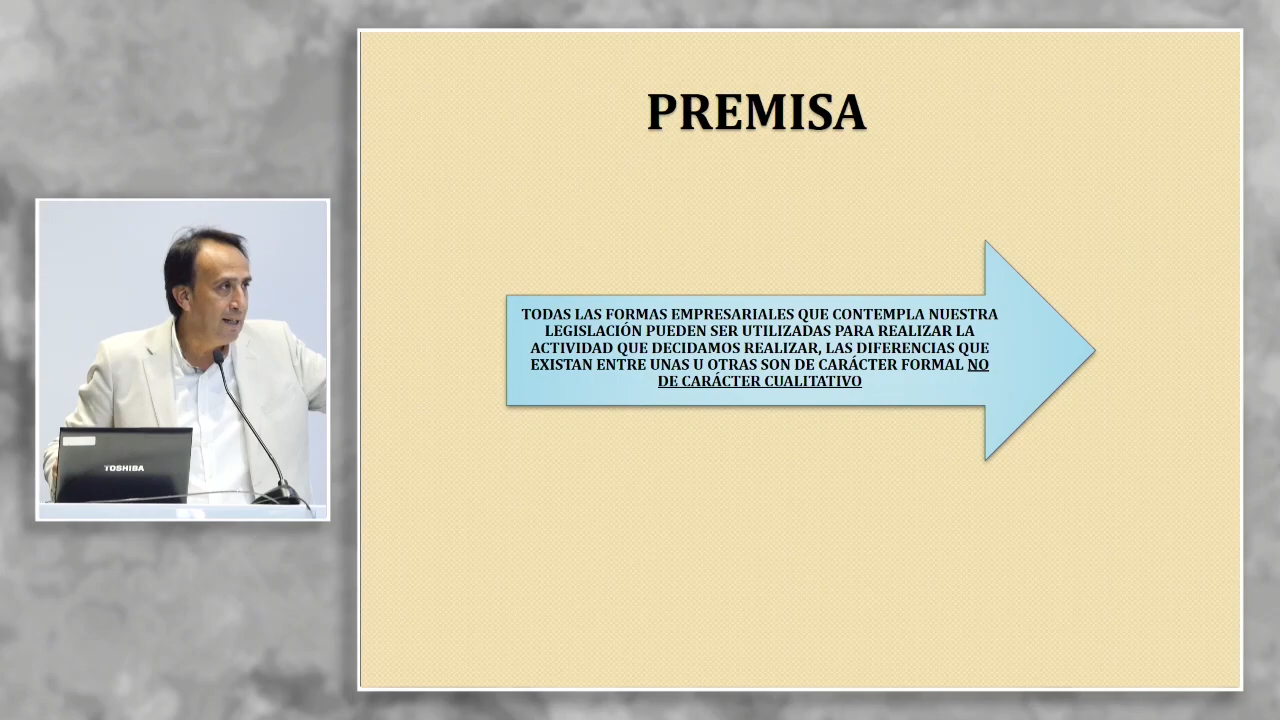 PREMISA
TODAS LAS FORMAS EMPRESARIALES QUE CONTEMPLA NUESTRA
LEGISLACIÓN PUEDEN SER UTILIZADAS PARA REALIZAR LA
ACTIVIDAD QUE DECIDAMOS REALIZAR, LAS DIFERENCIAS QUE
EXISTAN ENTRE UNAS U OTRAS SON DE CARÁCTER FORMAL NO
DE CARÁCTER CUALITATIVO
TOSHIBA